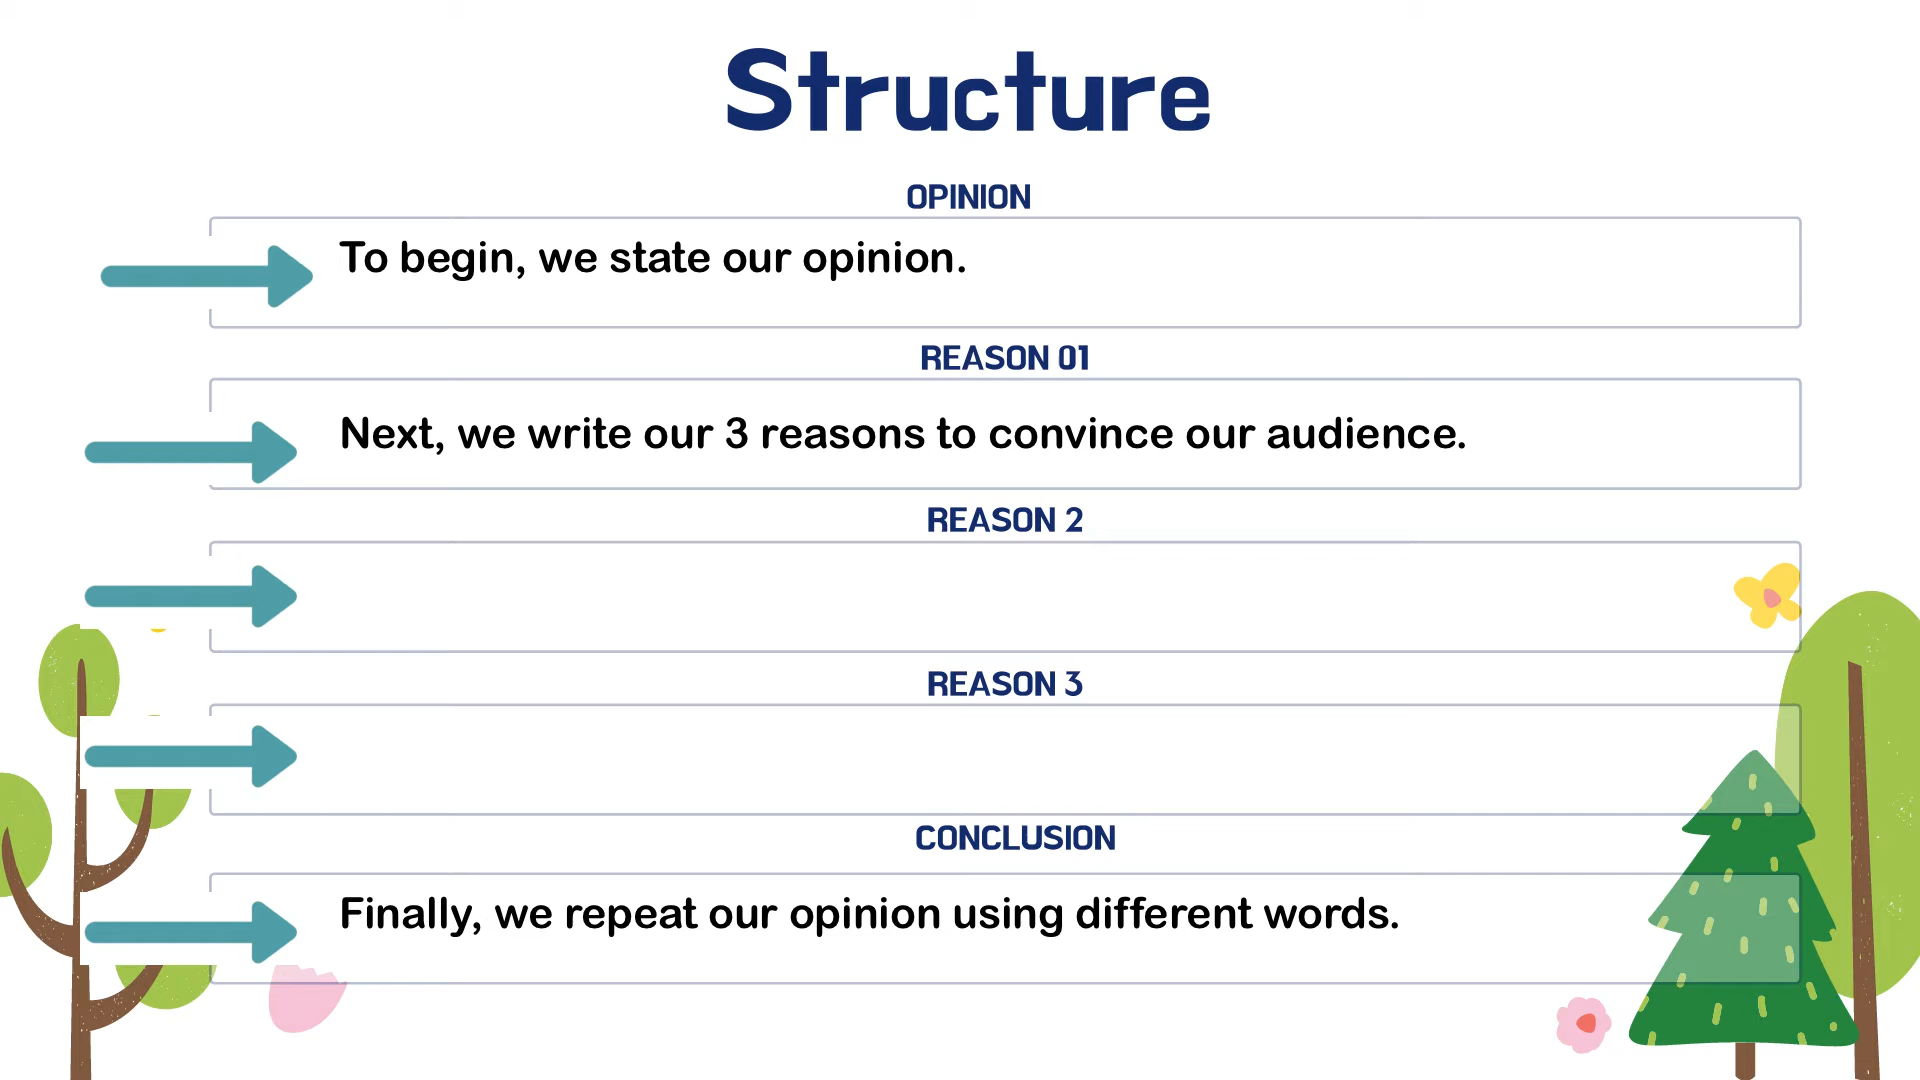 Structure
OPINION
To begin, we state our opinion.
REASON 01
Next, we write our 3 reasons to convince our audience.
REASON 2
REASON 3
CONCLUSION
Finally, we repeat our opinion using different words.